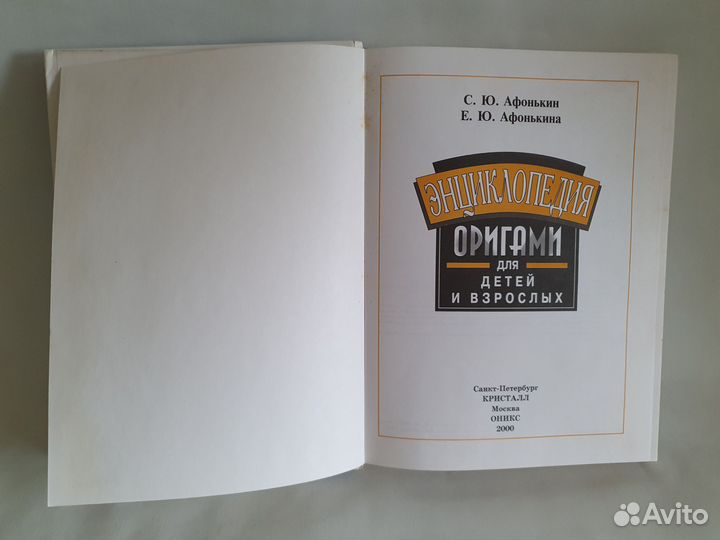 С. Ю. Афонькин
Е. Ю. Афонькина
ЭНЦИКЛОПЕДИЯ
ОРИГАМИ
ДЛЯ
ДЕТЕЙ
И ВЗРОСЛЫХ
Санкт-Петербург
КРИСТАЛЛ
Москва
ОНИКС
2000
Avito